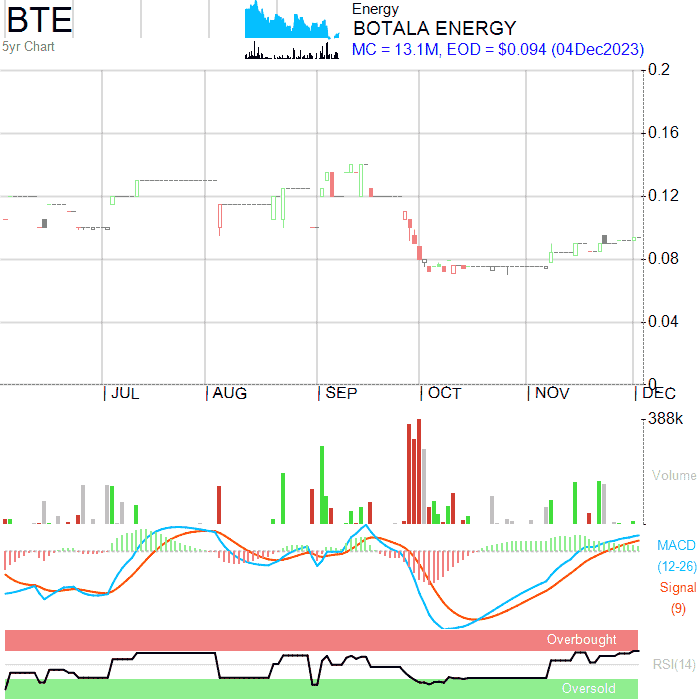 BTE
5yr Chart
Energy
BOTALA ENERGY
MC = 13.1M, EOD = $0.094 (04Dec2023)
0.2
0.16
0.12
0.08
0.04
0
JUL AUG SEP OCT NOV DEC
388k
Volume
MACD
(12-26)
Signal
(9)
Overbought
RSI(14)
Oversold